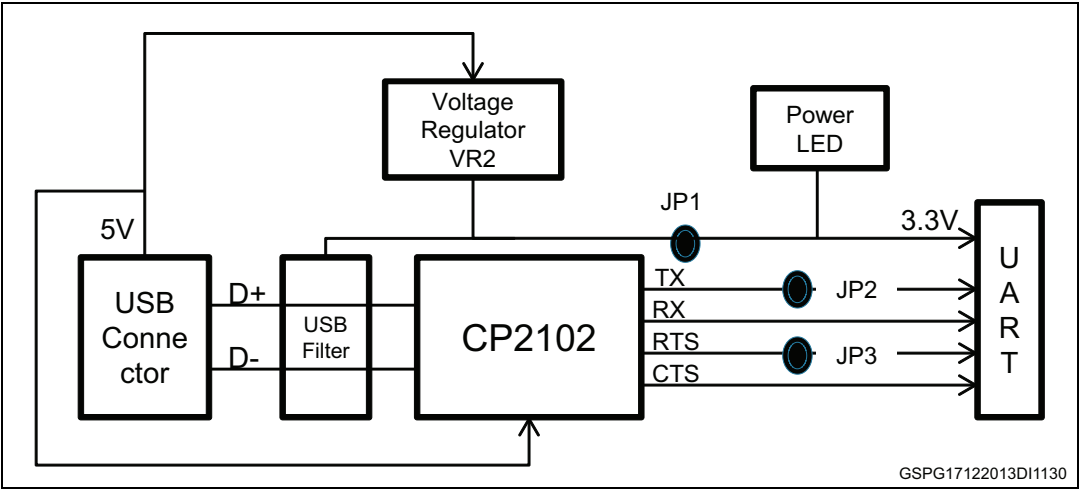 Voltage
Regulator
VR2
Power
LED
JP1
5V
3.3V
USB
Conne
ctor
D+
D-
USB
Filter
CP2102
TX
JP2
RX
RTS
JP3
CTS
U
A
R
T
GSPG17122013DI1130